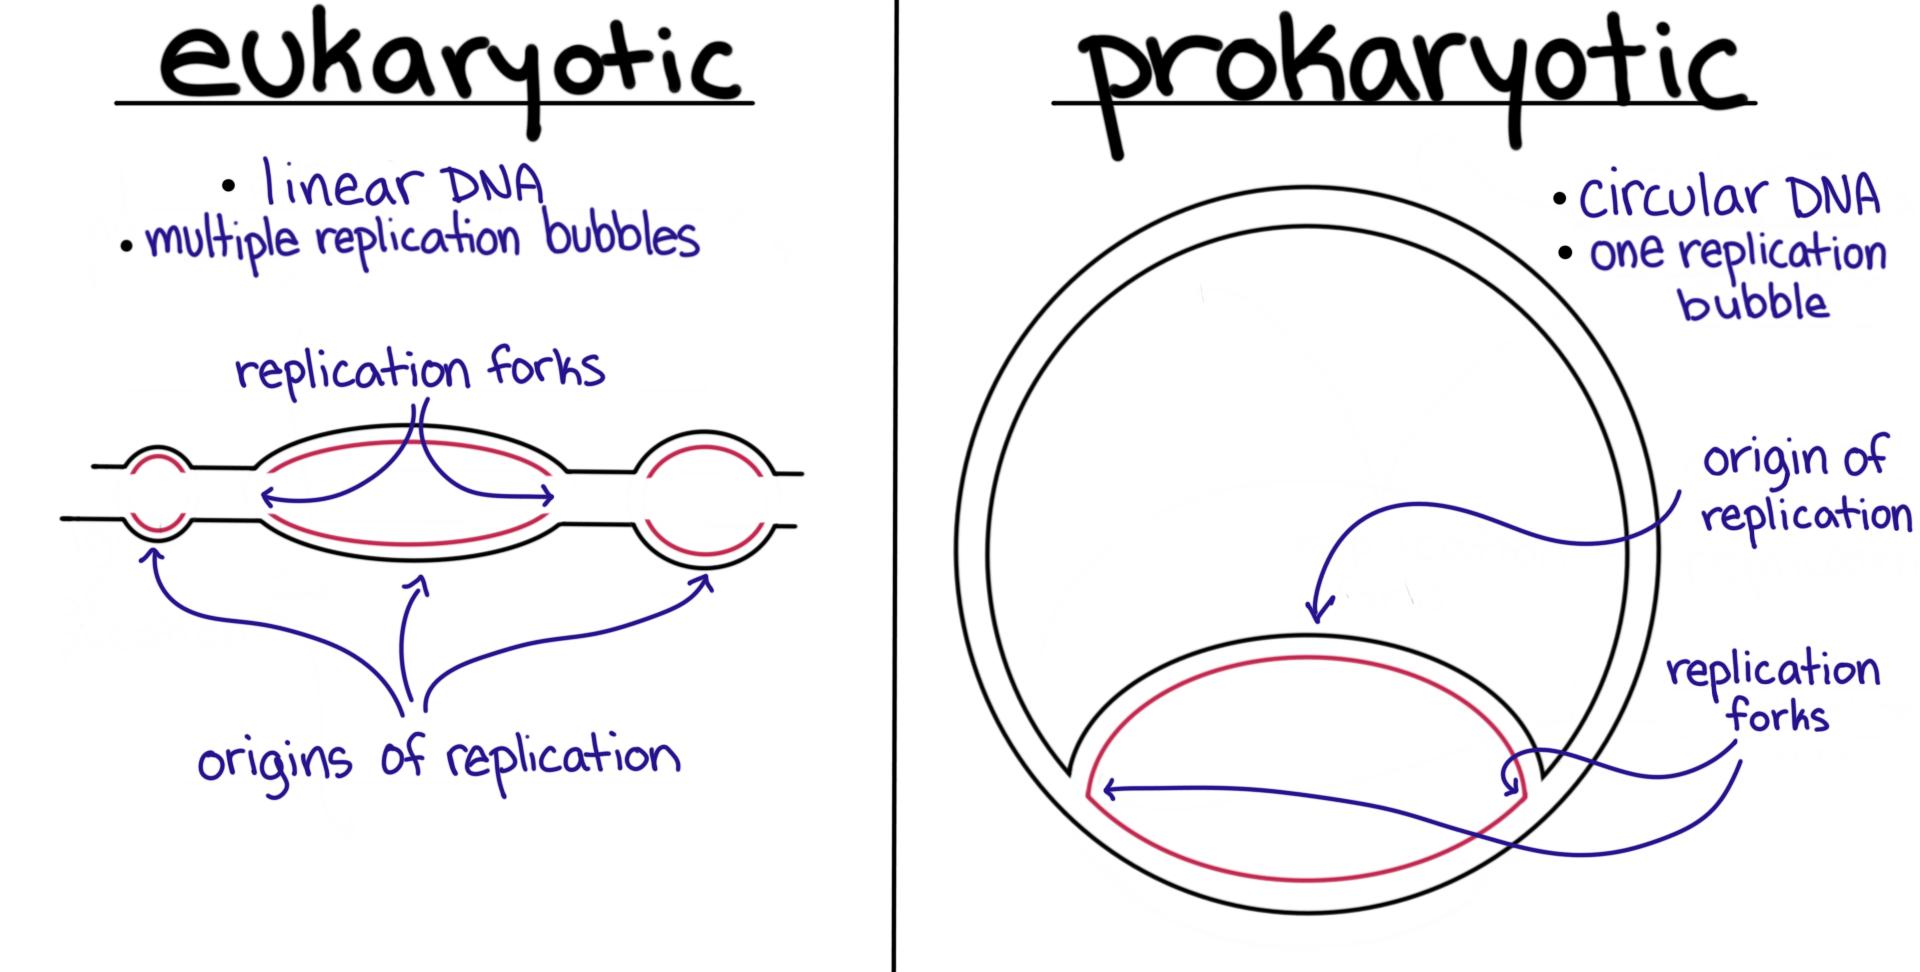 eukaryotic
• linear DNA
• multiple replication bubbles
replication forks
origins of replication
prokaryotic
• circular DNA
• one replication
bubble
origin of
replication
replication
forks